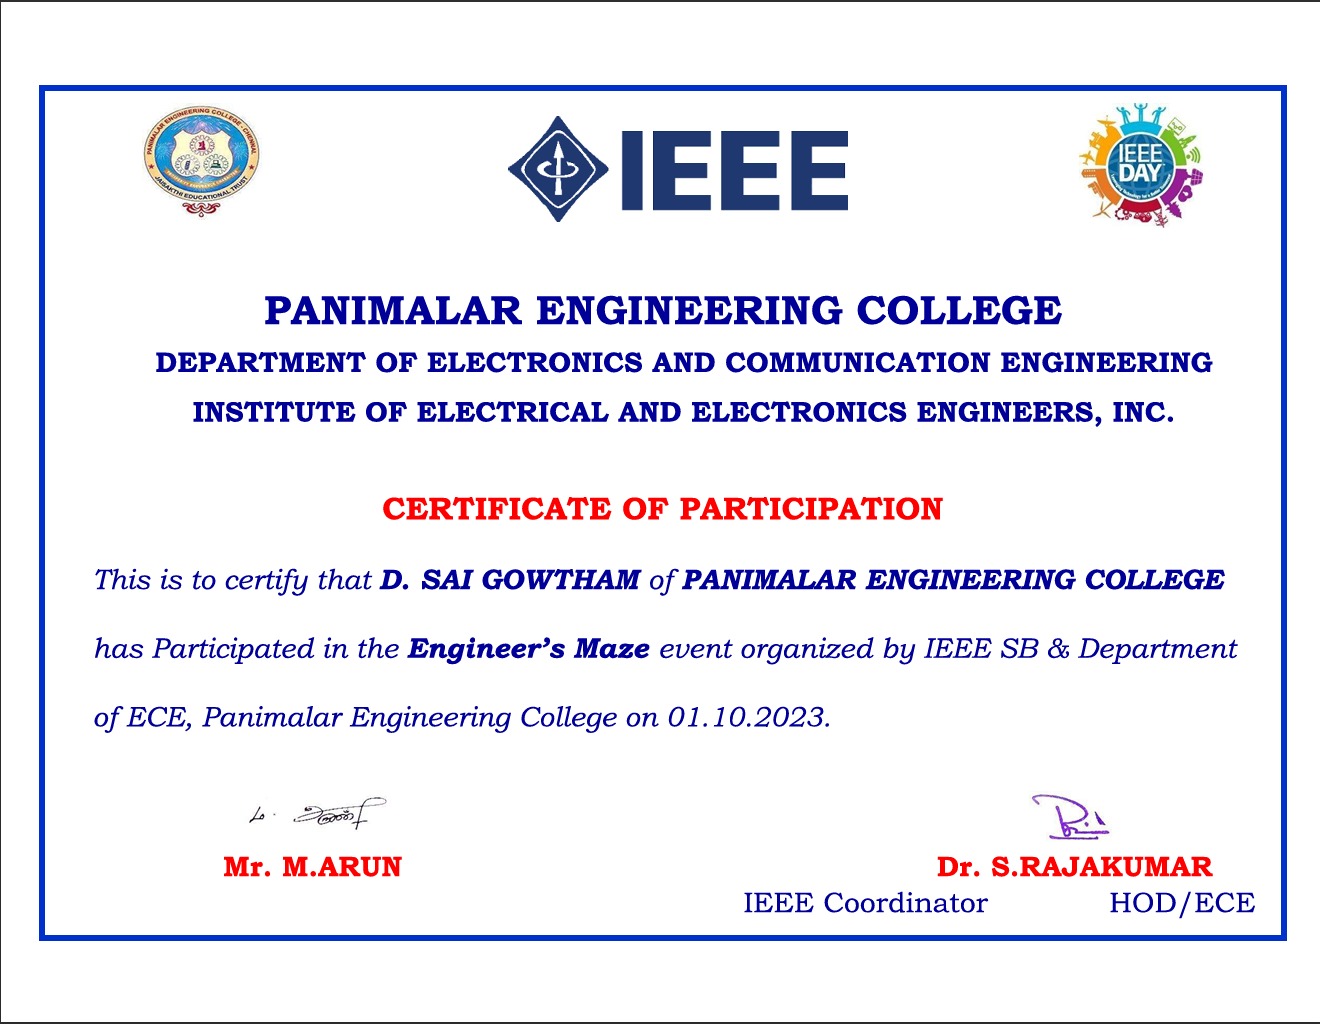 PANIMALAR ENGINEERING COLLEGE - CHENNAI
JAISAKTHI EDUCATIONAL TRUST
IEEE
IEEE
DAY
PANIMALAR ENGINEERING COLLEGE
DEPARTMENT OF ELECTRONICS AND COMMUNICATION ENGINEERING
INSTITUTE OF ELECTRICAL AND ELECTRONICS ENGINEERS, INC.
CERTIFICATE OF PARTICIPATION
This is to certify that D. SAI GOWTHAM of PANIMALAR ENGINEERING COLLEGE
has Participated in the Engineer’s Maze event organized by IEEE SB & Department
of ECE, Panimalar Engineering College on 01.10.2023.
Mr. M.ARUN Dr. S.RAJAKUMAR
IEEE Coordinator HOD/ECE